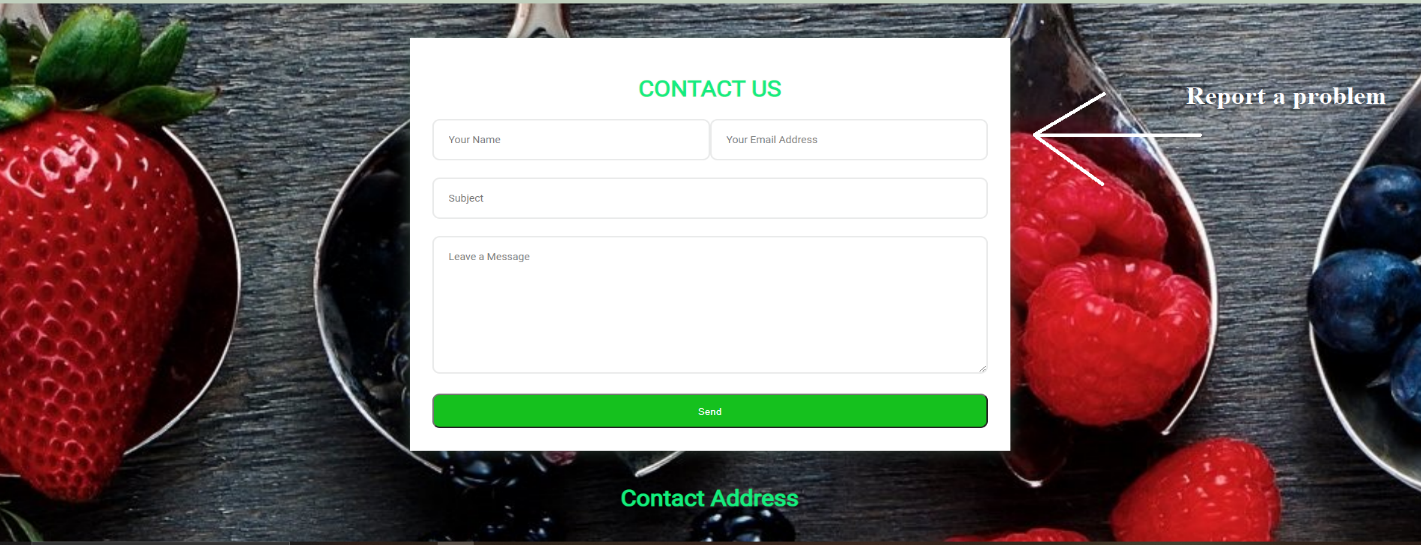 CONTACT US
Report a problem
Your Name
Your Email Address
Subject
Leave a Message
Send
Contact Address